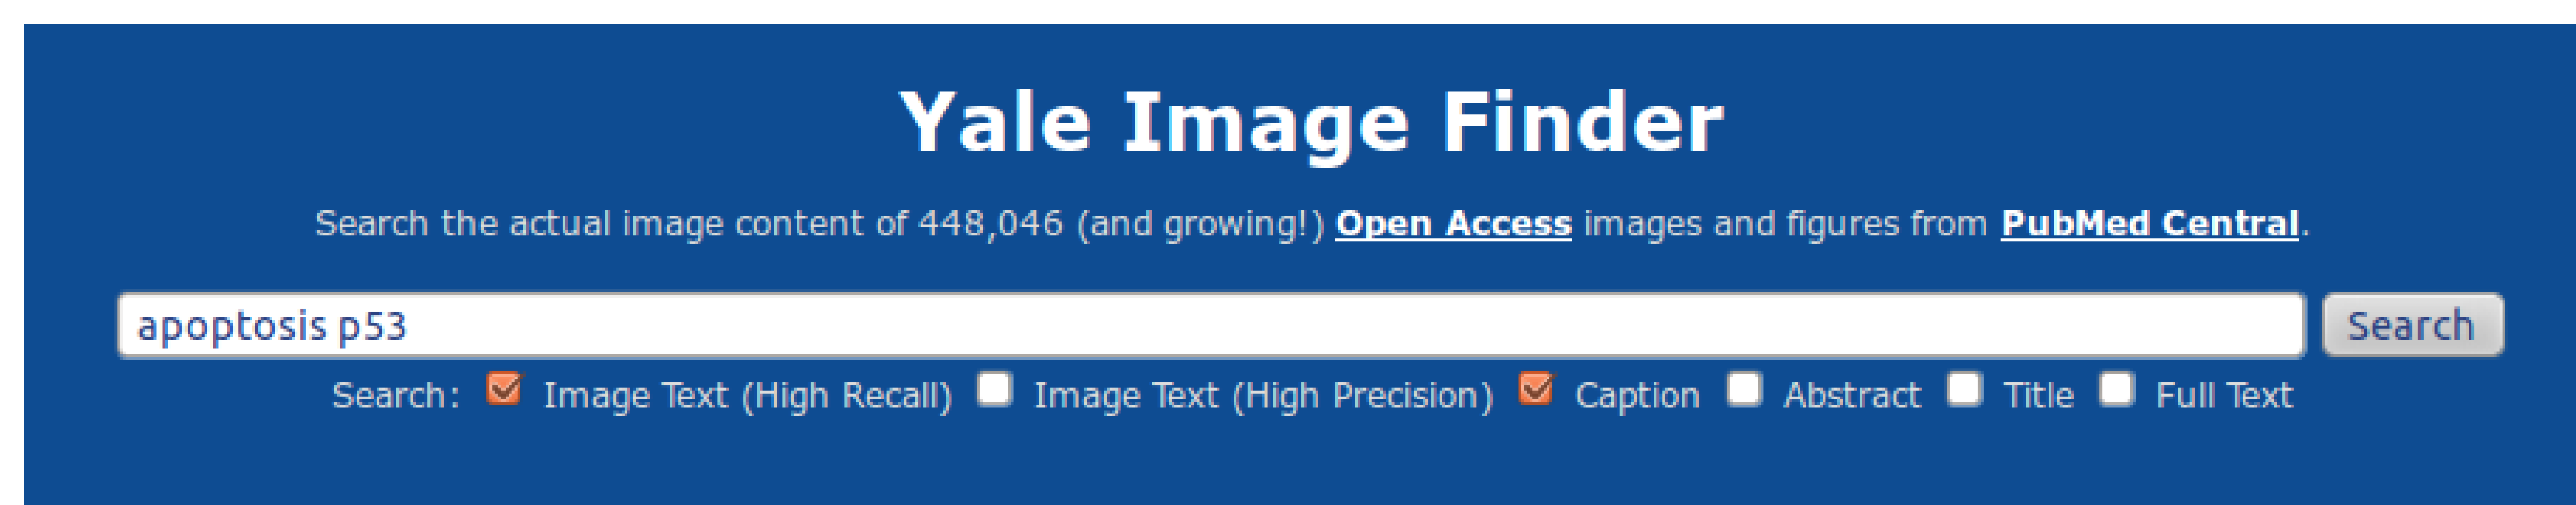 Yale Image Finder
Search the actual image content of 448,046 (and growing!) Open Access images and figures from PubMed Central.
apoptosis p53 Search
Search: Image Text (High Recall) Image Text (High Precision) Caption Abstract Title Full Text